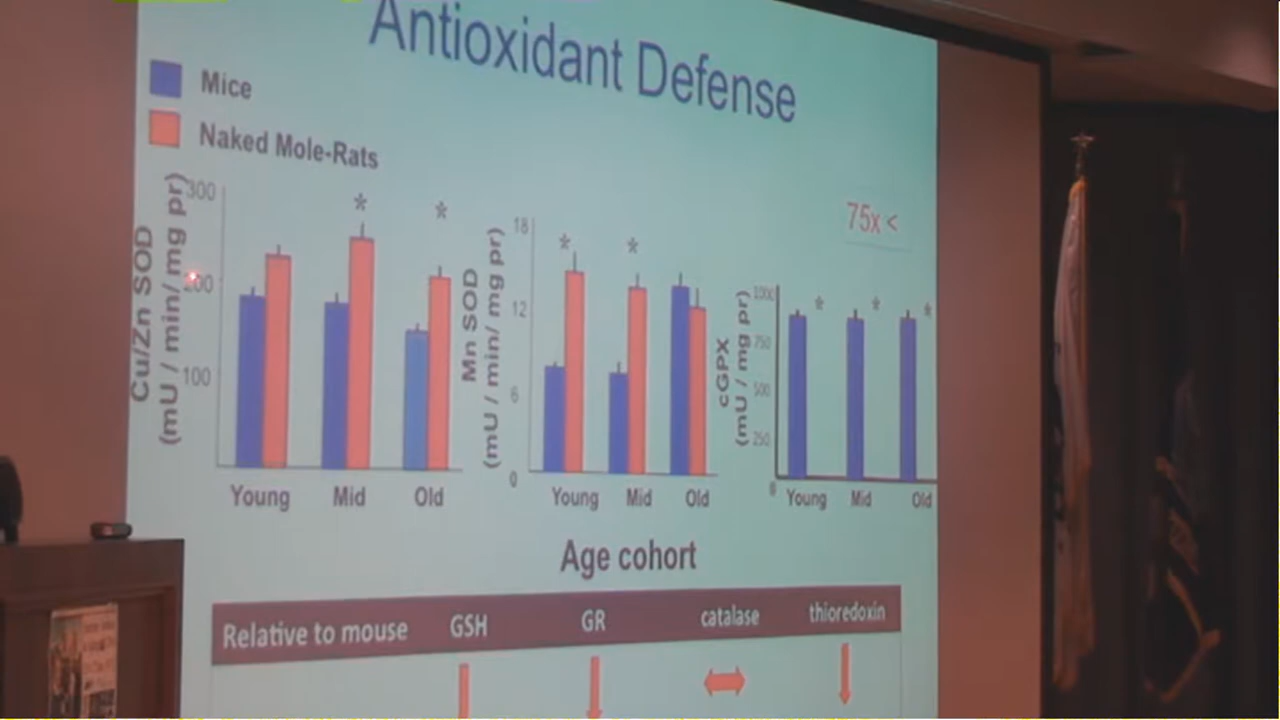 Antioxidant Defense
Mice
Naked Mole-Rats
Cu/Zn SOD
(mU / min/ mg pr)
300
200
100
* *
Young Mid Old
Mn SOD
(mU / min/ mg pr)
18
12
6
0
* *
Young Mid Old
75x <
cGPX
(mU / mg pr)
1000
750
500
250
0
* * *
Young Mid Old
Age cohort
Relative to mouse GSH GR catalase thioredoxin